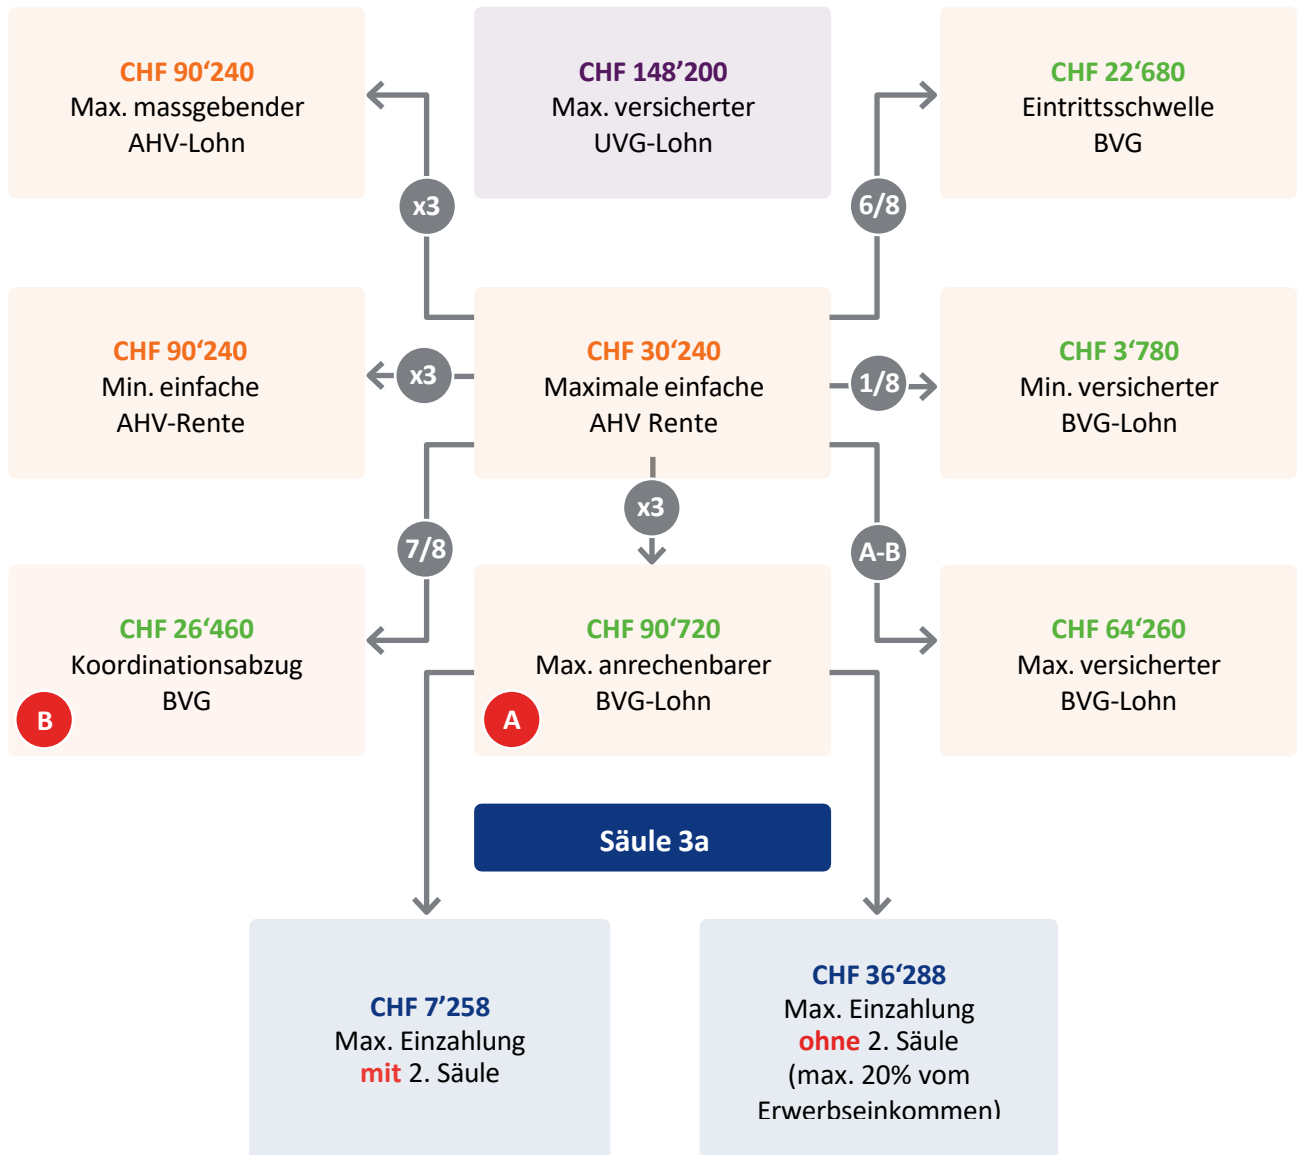 CHF 90‘240
Max. massgebender
AHV-Lohn
CHF 148’200
Max. versicherter
UVG-Lohn
CHF 22‘680
Eintrittsschwelle
BVG
x3
6/8
CHF 90‘240
Min. einfache
AHV-Rente
x3
CHF 30‘240
Maximale einfache
AHV Rente
1/8
CHF 3‘780
Min. versicherter
BVG-Lohn
x3
7/8
A-B
CHF 26‘460
Koordinationsabzug
BVG
B
CHF 90‘720
Max. anrechenbarer
BVG-Lohn
A
CHF 64‘260
Max. versicherter
BVG-Lohn
Säule 3a
CHF 7’258
Max. Einzahlung
mit 2. Säule
CHF 36‘288
Max. Einzahlung
ohne 2. Säule
(max. 20% vom
Erwerbseinkommen)